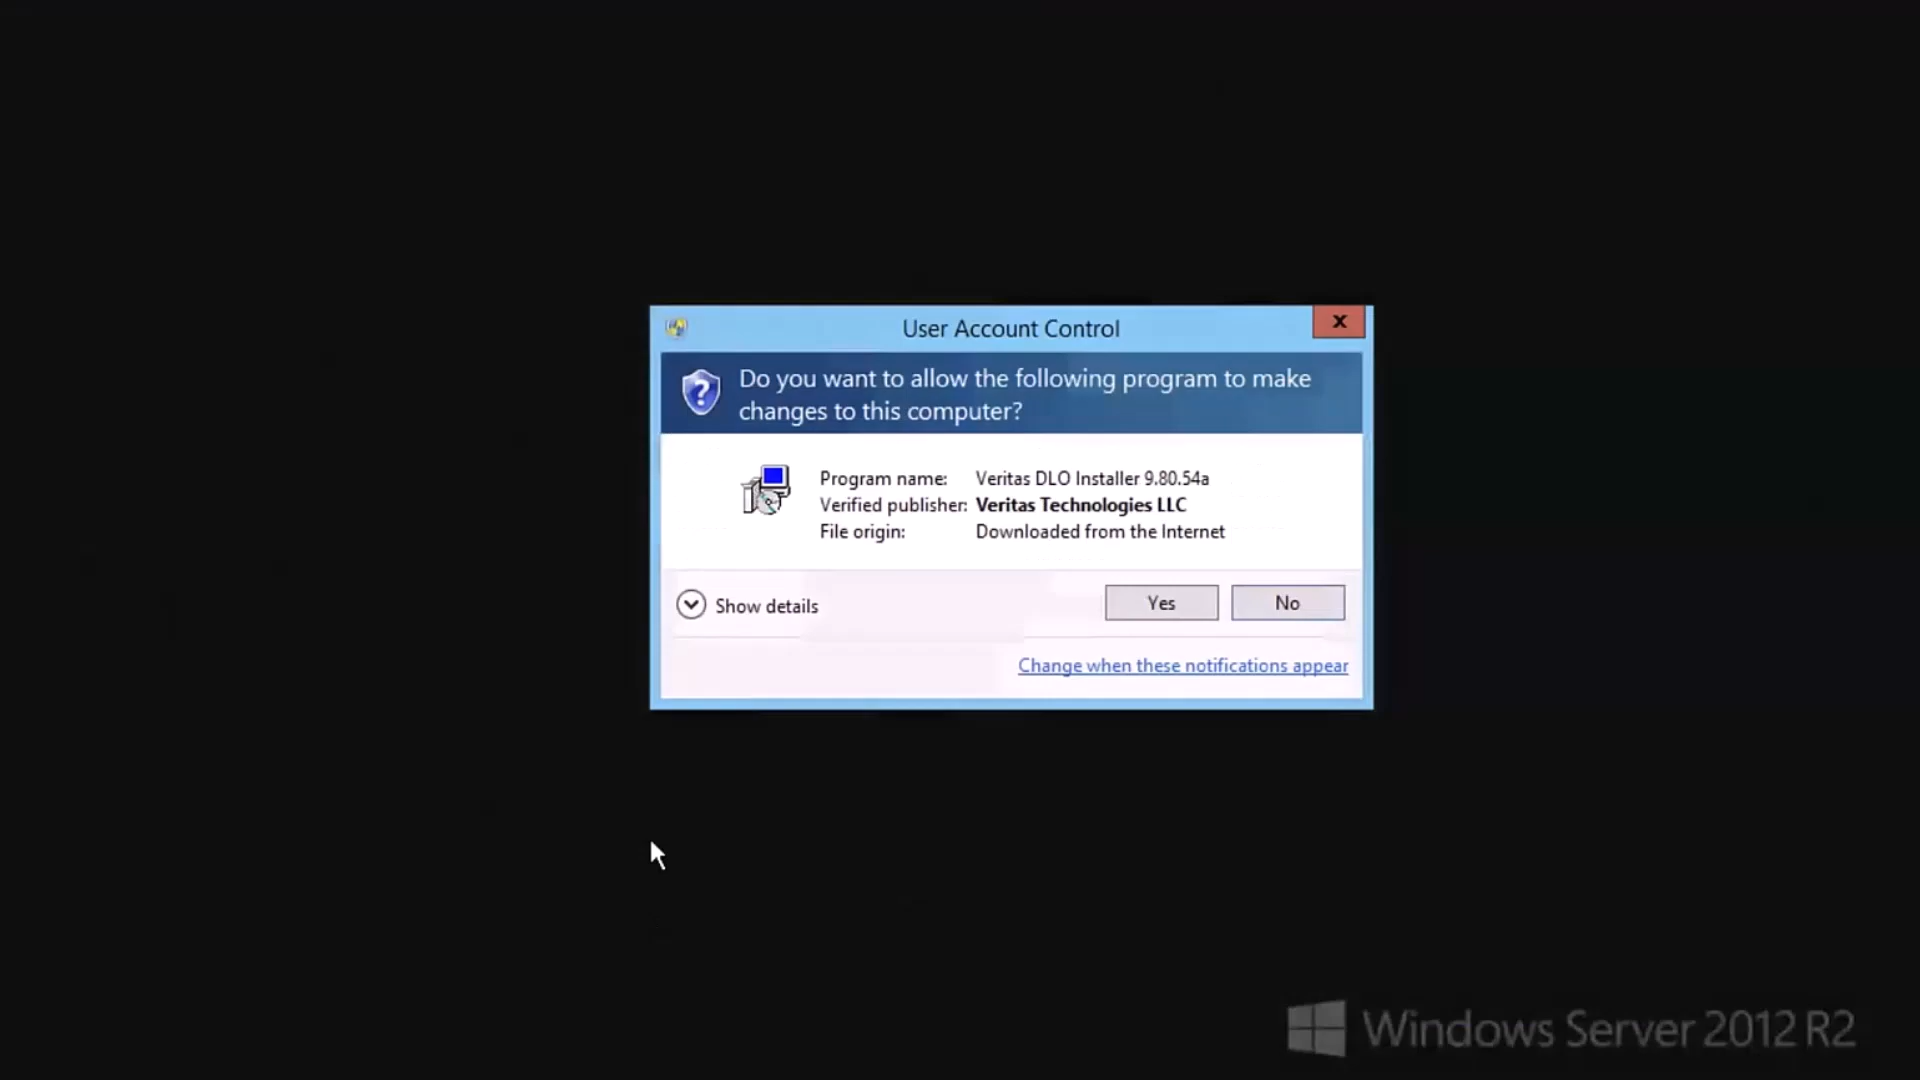 User Account Control
x
Do you want to allow the following program to make
changes to this computer?
Program name: Veritas DLO Installer 9.80.54a
Verified publisher: Veritas Technologies LLC
File origin: Downloaded from the Internet
Show details
Yes
No
Change when these notifications appear
Windows Server 2012 R2